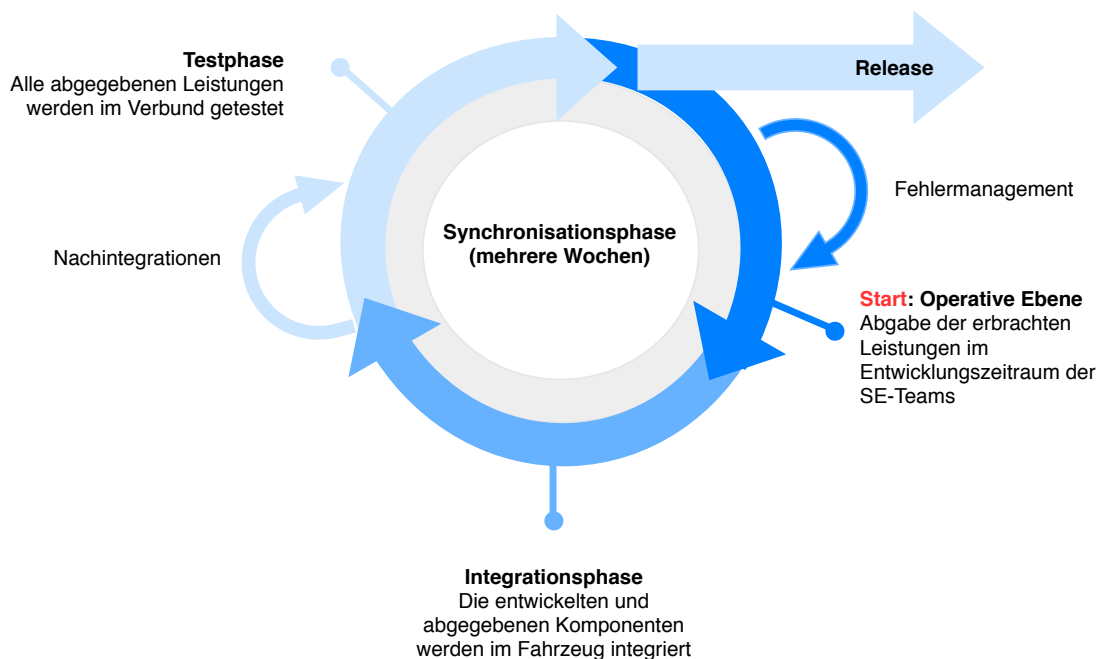 Testphase
Alle abgegebenen Leistungen
werden im Verbund getestet
Release
Fehlermanagement
Nachintegrationen
Synchronisationsphase
(mehrere Wochen)
Start: Operative Ebene
Abgabe der erbrachten
Leistungen im
Entwicklungszeitraum der
SE-Teams
Integrationsphase
Die entwickelten und
abgegebenen Komponenten
werden im Fahrzeug integriert